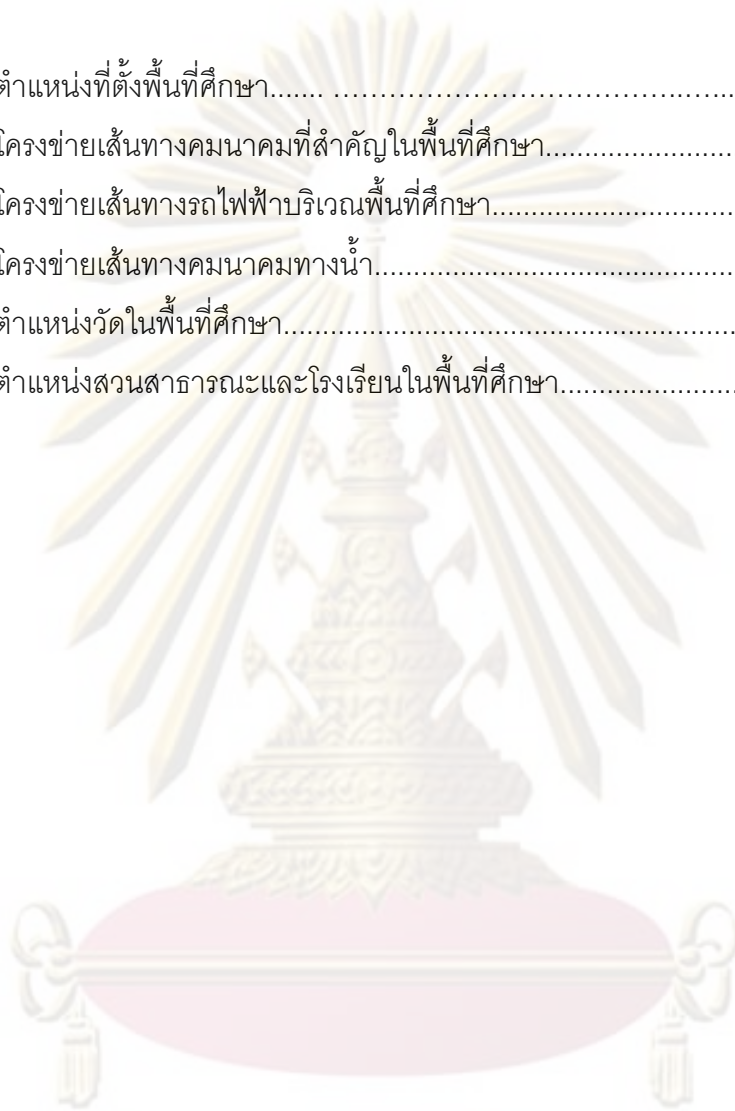 ตำแหน่งที่ตั้งพื้นที่ศึกษา....... ……………………………………..…...
โครงข่ายเส้นทางคมนาคมที่สำคัญในพื้นที่ศึกษา........................
โครงข่ายเส้นทางรถไฟฟ้าบริเวณพื้นที่ศึกษา...............................
โครงข่ายเส้นทางคมนาคมทางน้ำ..............................................
ตำแหน่งวัดในพื้นที่ศึกษา..........................................................
ตำแหน่งสวนสาธารณะและโรงเรียนในพื้นที่ศึกษา.......................